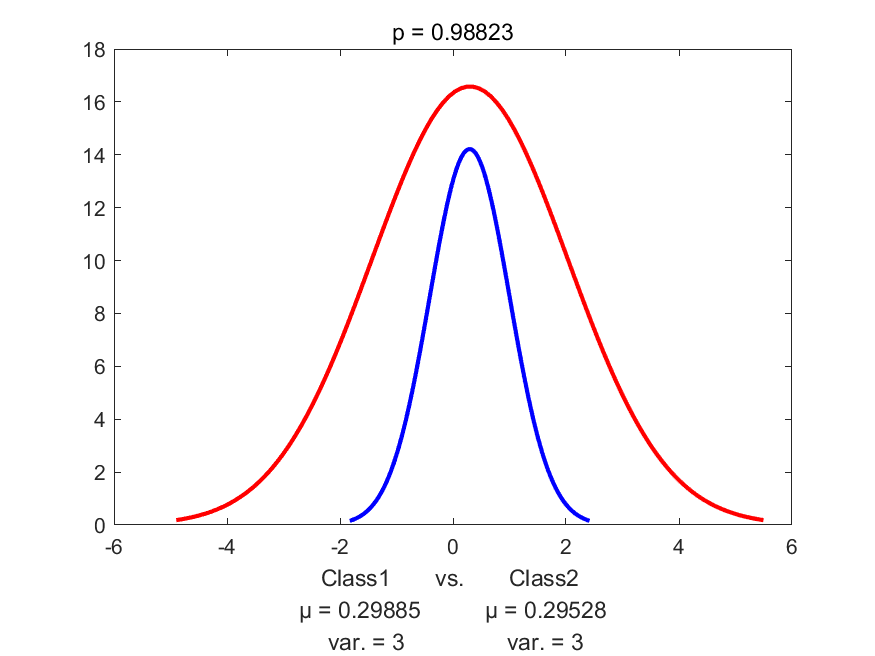 p = 0.98823
18
16
14
12
10
8
6
4
2
0
-6 -4 -2 0 2 4 6
Class1 vs. Class2
μ = 0.29885 μ = 0.29528
var. = 3 var. = 3